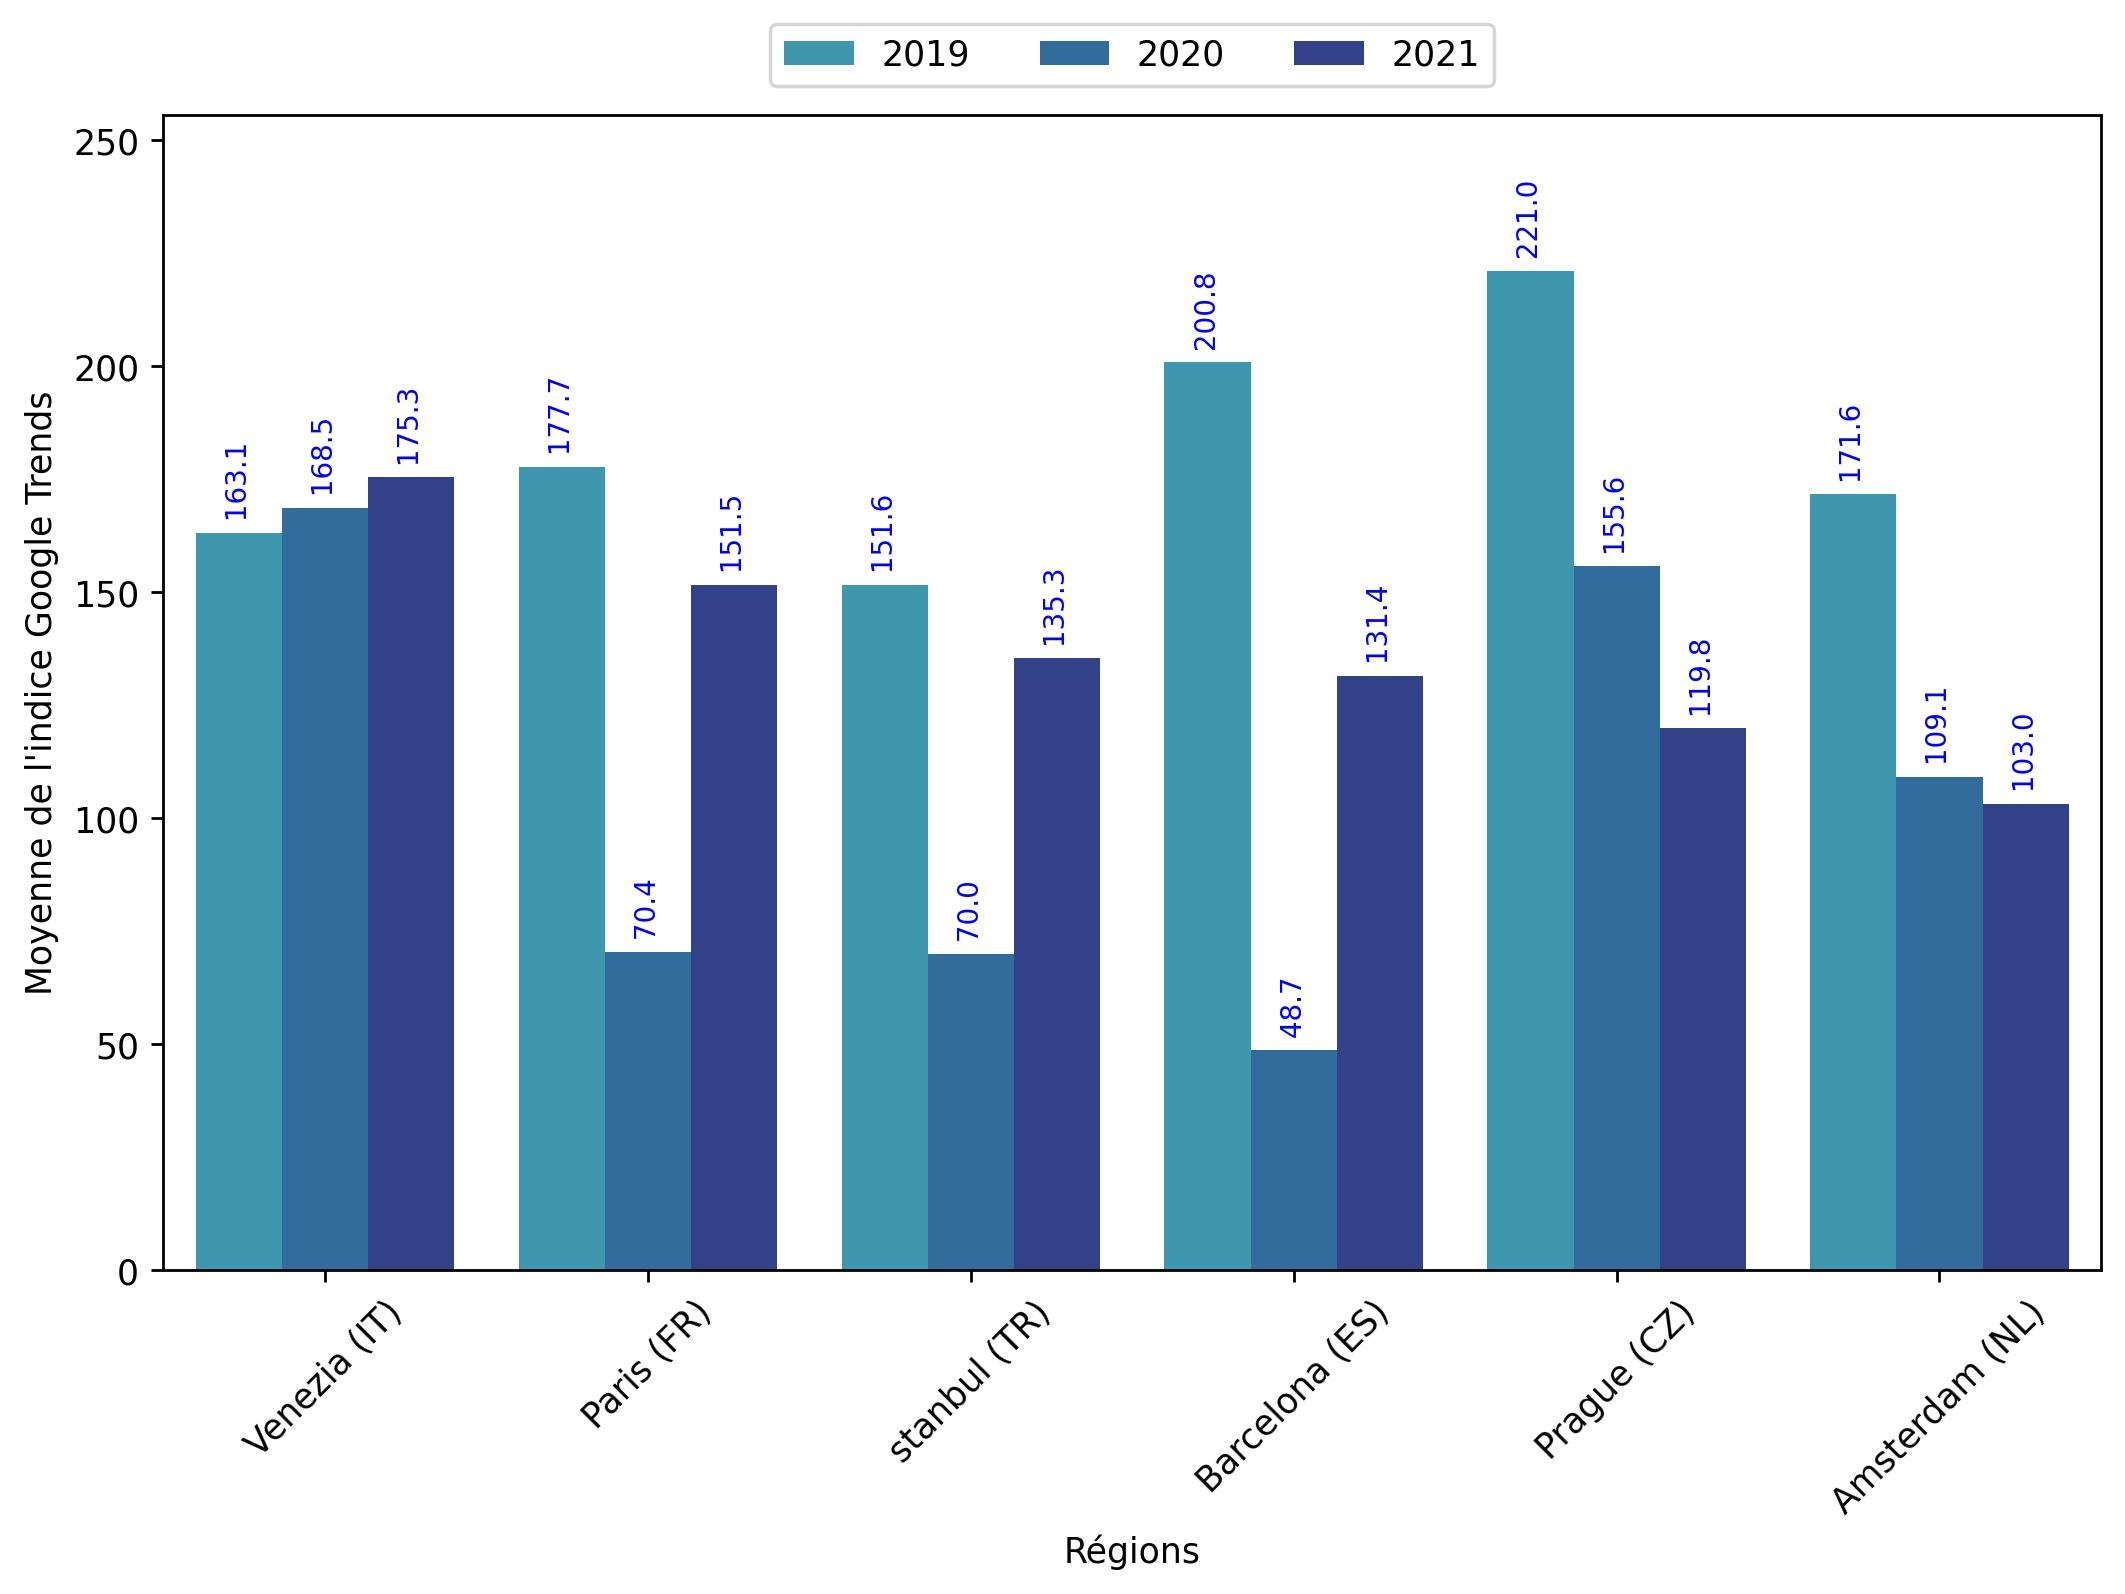 2019 2020 2021
Moyenne de l'indice Google Trends
250
200
150
100
50
0
163.1 168.5 175.3
177.7 70.4 151.5
151.6 70.0 135.3
200.8 48.7 131.4
221.0 155.6 119.8
171.6 109.1 103.0
Venezia (IT)
Paris (FR)
stanbul (TR)
Barcelona (ES)
Prague (CZ)
Amsterdam (NL)
Régions